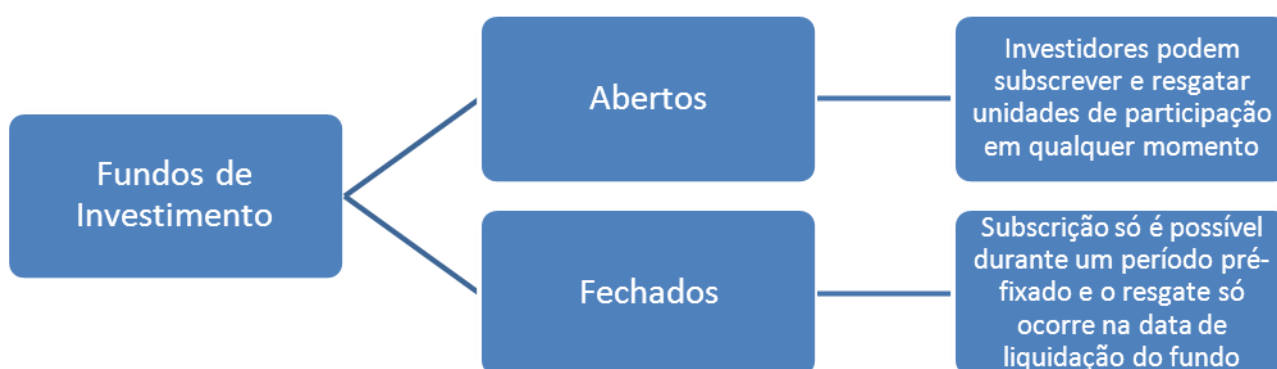 Fundos de
Investimento
Abertos
Investidores podem
subscrever e resgatar
unidades de participação
em qualquer momento
Fechados
Subscrição só é possível
durante um período pré-
fixado e o resgate só
ocorre na data de
liquidação do fundo